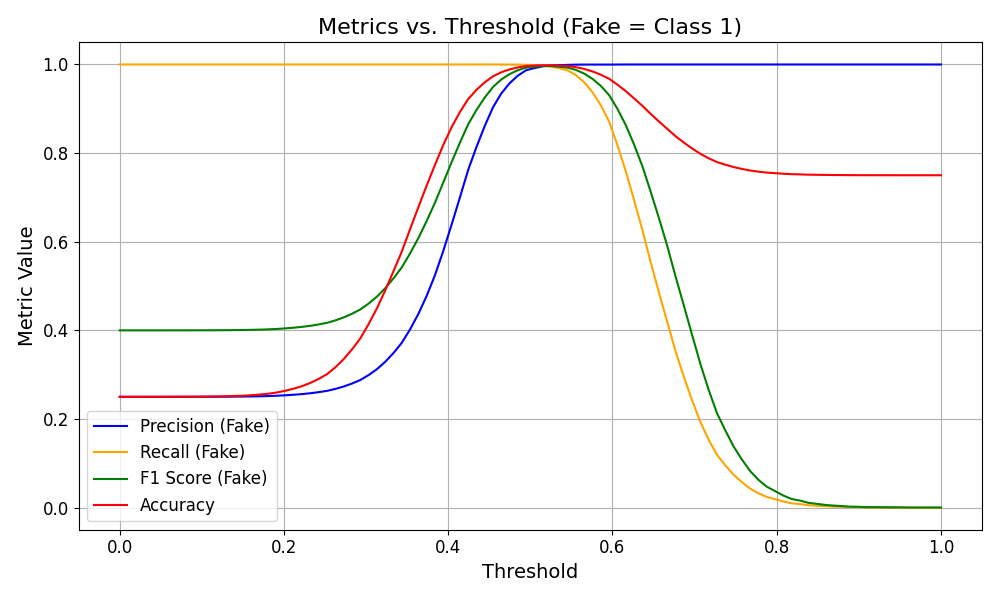 Metrics vs. Threshold (Fake = Class 1)
Metric Value
1.0
0.8
0.6
0.4
0.2
0.0
Precision (Fake)
Recall (Fake)
F1 Score (Fake)
Accuracy
0.0 0.2 0.4 0.6 0.8 1.0
Threshold